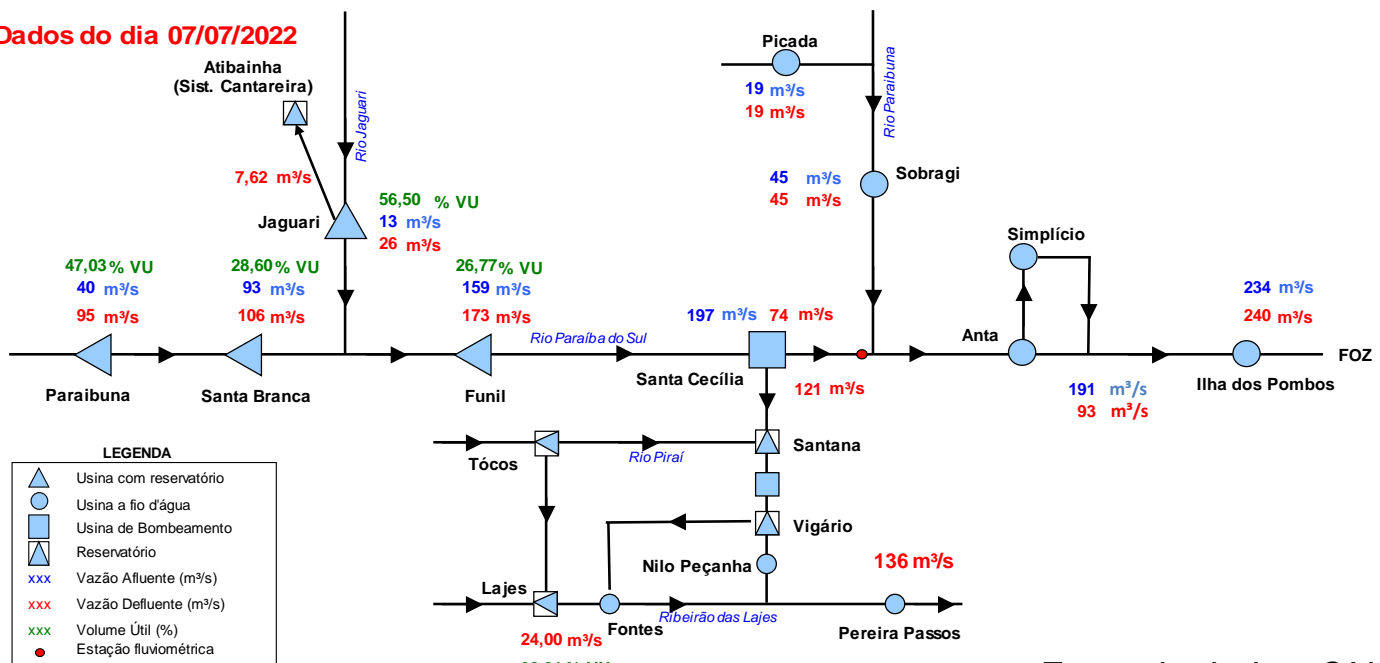 Dados do dia 07/07/2022
Atibainha
(Sist. Cantareira)
Rio Jaguari
7,62 m³/s
Jaguari
56,50 % VU
13 m³/s
26 m³/s
Picada
19 m³/s
19 m³/s
Rio Paraibuna
45 m³/s
45 m³/s
Sobragi
47,03% VU
40 m³/s
95 m³/s
Paraibuna
28,60% VU
93 m³/s
106 m³/s
Santa Branca
26,77% VU
159 m³/s
173 m³/s
Funil
Rio Paraíba do Sul
197 m³/s 74 m³/s
Santa Cecília
121 m³/s
Simplício
Anta
191 m³/s
93 m³/s
234 m³/s
240 m³/s
Ilha dos Pombos
FOZ
Tócos
Rio Piraí
Santana
Vigário
Nilo Peçanha
136 m³/s
Lajes
24,00 m³/s
Fontes
Ribeirão das Lajes
Pereira Passos
LEGENDA
Usina com reservatório
Usina a fio d'água
Usina de Bombeamento
Reservatório
xxx Vazão Afluente (m³/s)
xxx Vazão Defluente (m³/s)
xxx Volume Útil (%)
Estação fluviométrica